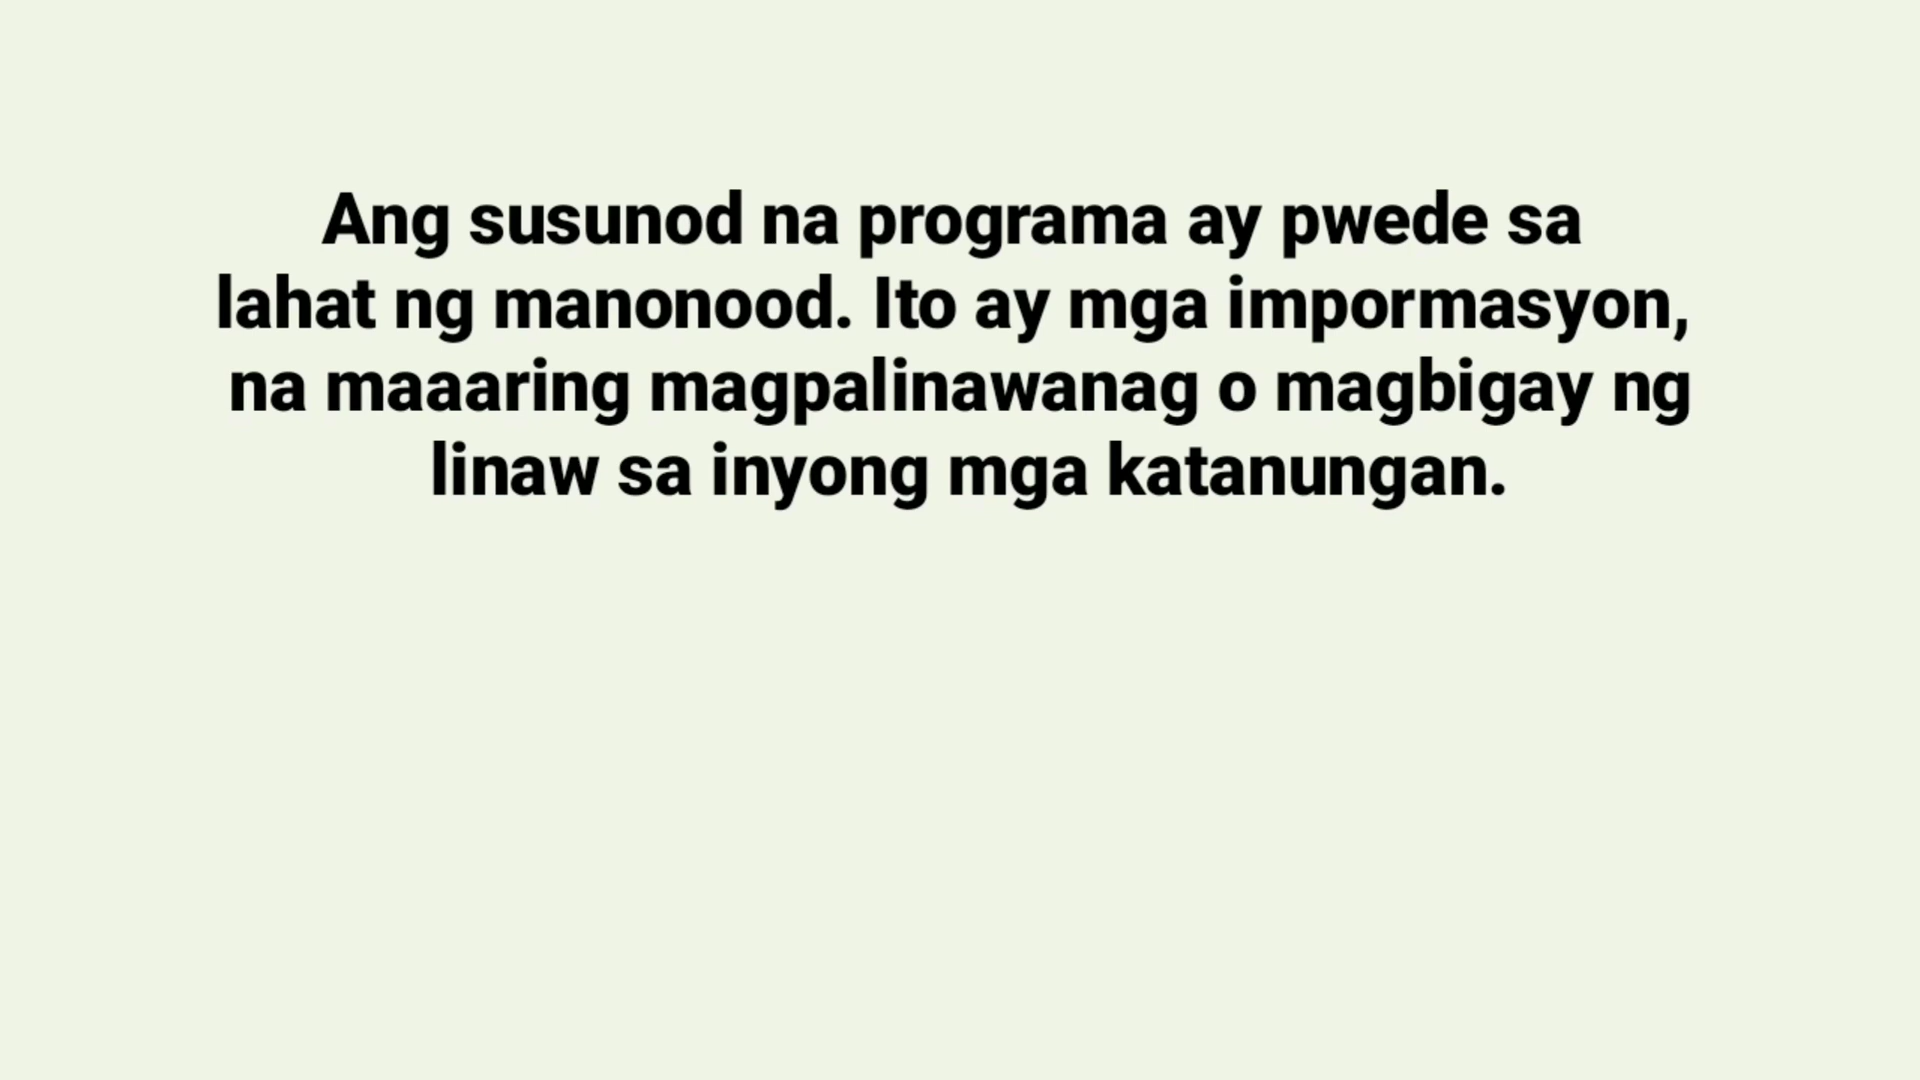 Ang susunod na programa ay pwede sa
lahat ng manonood. Ito ay mga impormasyon,
na maaaring magpalinawanag o magbigay ng
linaw sa inyong mga katanungan.